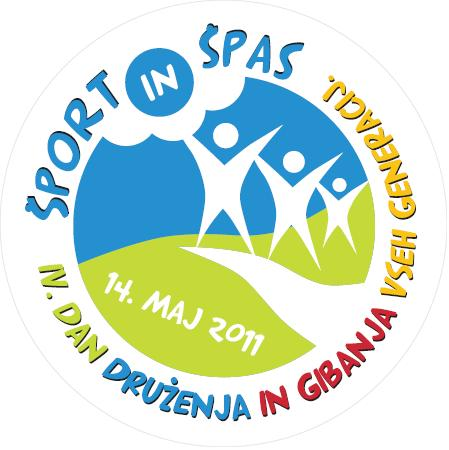 ŠPORT IN ŠPAS
14. MAJ 2011
IV. DAN DRUŽENJA IN GIBANJA VSEH GENERACIJ.